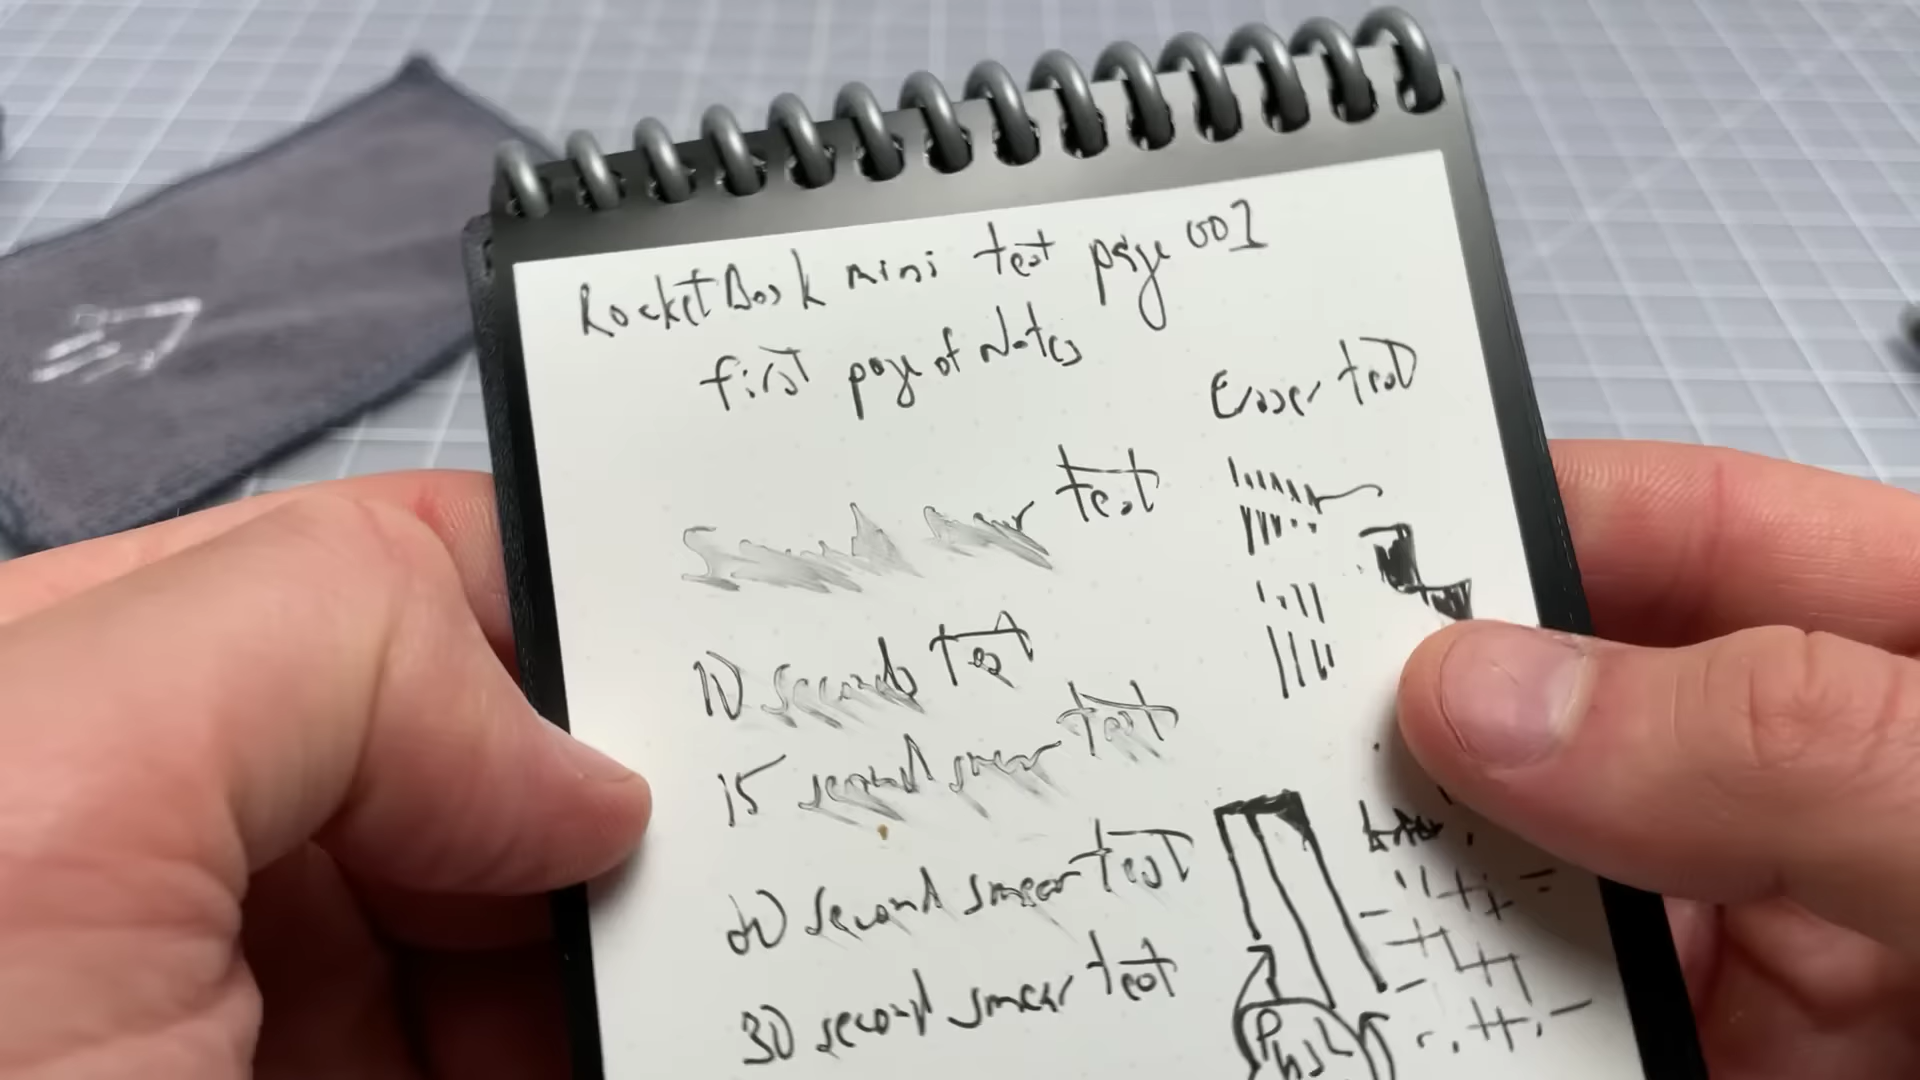 RocketBook mini test page 001
first page of Notes
Eraser test
smear test
10 seconds test
15 second smear test
20 second smear test
30 second smear test